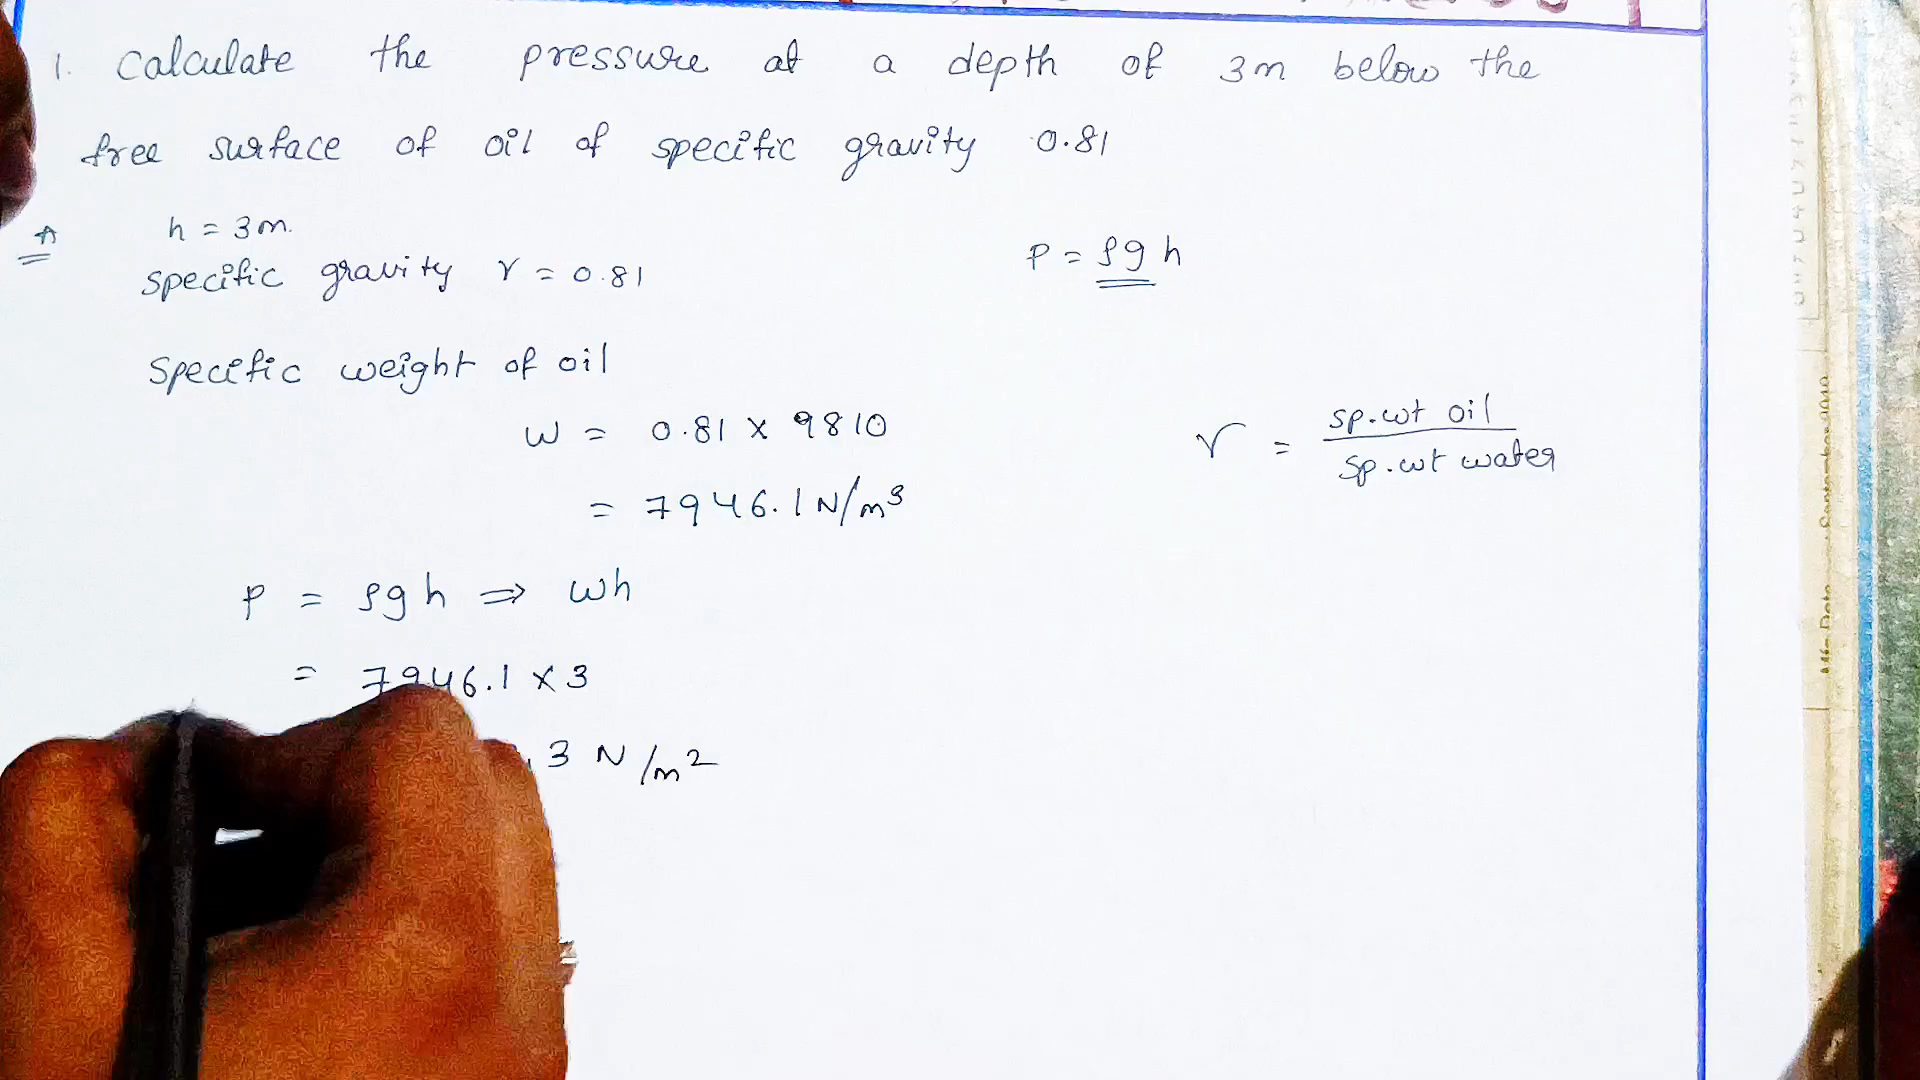 1. Calculate the pressure at a depth of 3m below the
free surface of oil of specific gravity 0.81
h = 3m.
specific gravity r = 0.81
P = ρgh
Specific weight of oil
w = 0.81 x 9810
= 7946.1 N/m³
r = sp.wt oil
sp.wt water
P = ρgh ⇒ wh
= 7946.1 x 3
.3 N/m²